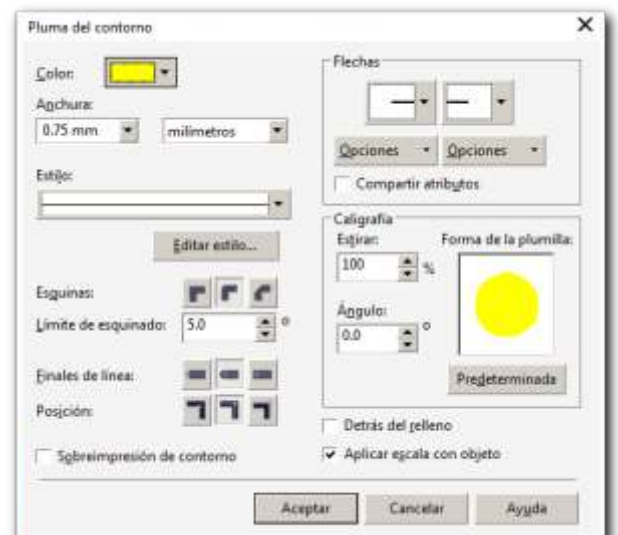 Pluma del contorno
Color:
Anchura:
0.75 mm
milímetros
Estilo:
Editar estilo...
Esquinas:
Límite de esquinado:
5.0
°
Finales de línea:
Posición:
Sobreimpresión de contorno
Flechas
Opciones
Opciones
Compartir atributos
Caligrafía
Estirar:
100
%
Ángulo:
0.0
°
Forma de la plumilla:
Predeterminada
Detrás del relleno
Aplicar escala con objeto
Aceptar
Cancelar
Ayuda